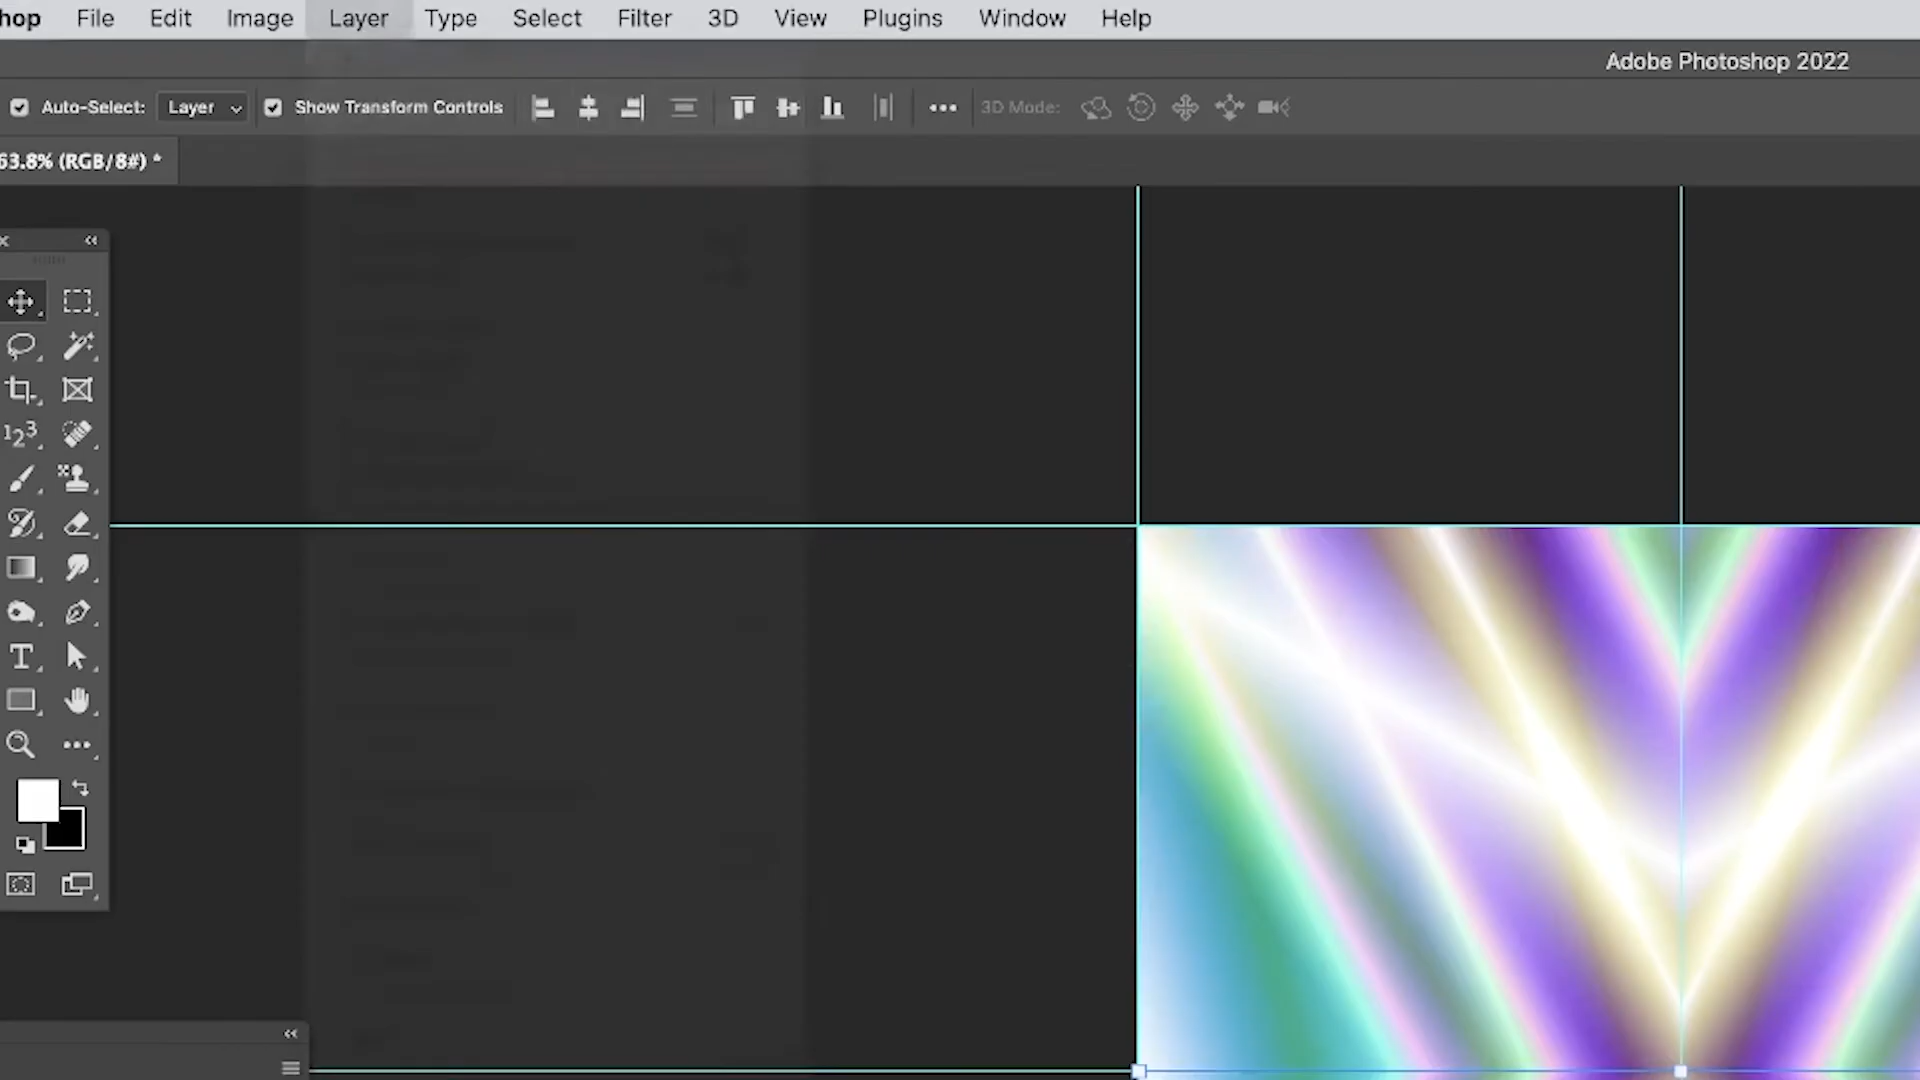 hop File Edit Image Layer Type Select Filter 3D View Plugins Window Help
Adobe Photoshop 2022
Auto-Select: Layer Show Transform Controls 3D Mode:
63.8% (RGB/8#) *